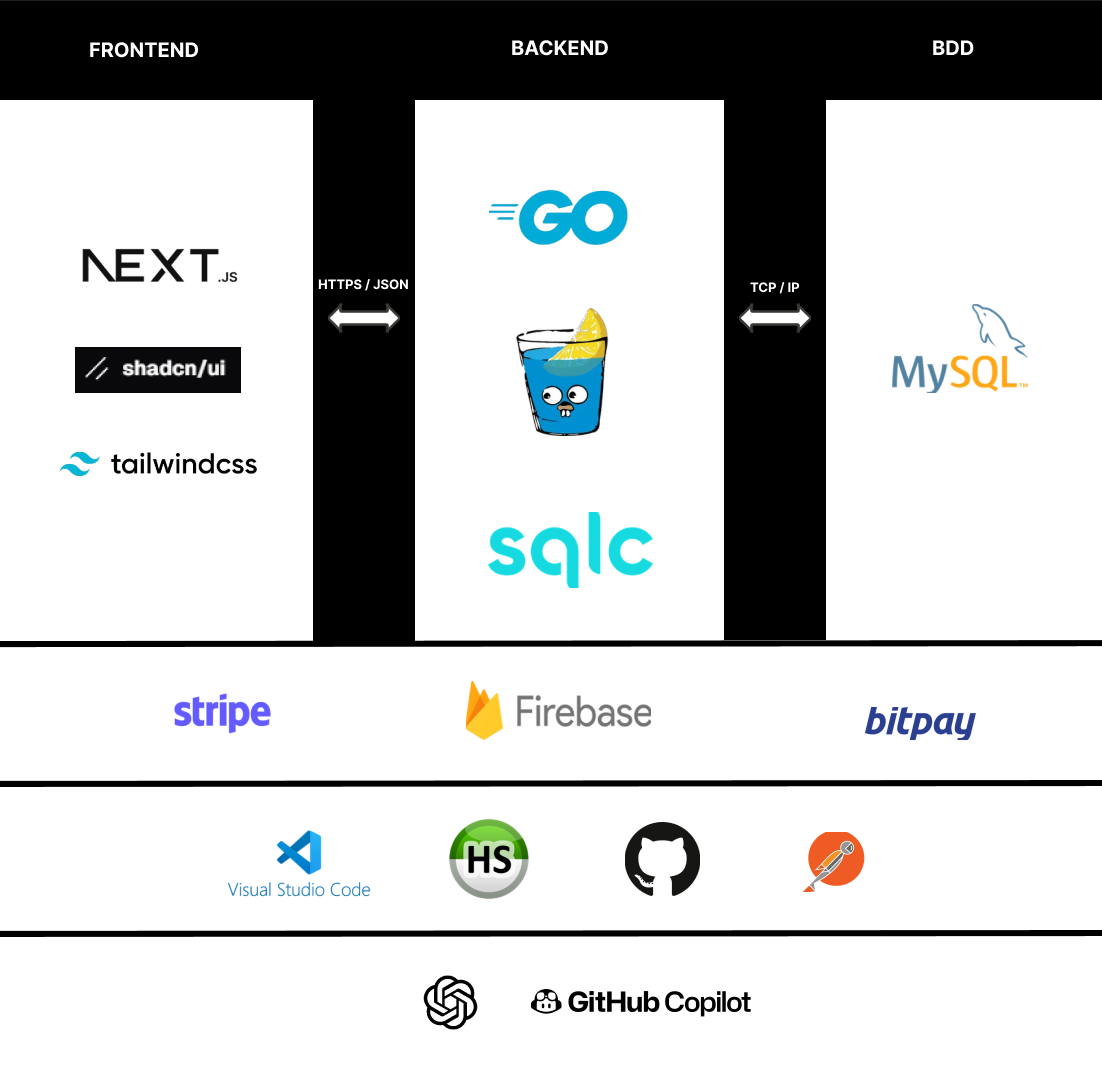 FRONTEND
BACKEND
BDD
GO
NEXT.JS
HTTPS / JSON
TCP / IP
shadcn/ui
MySQL™
tailwindcss
sqlc
stripe
Firebase
bitpay
HS
Visual Studio Code
GitHub Copilot